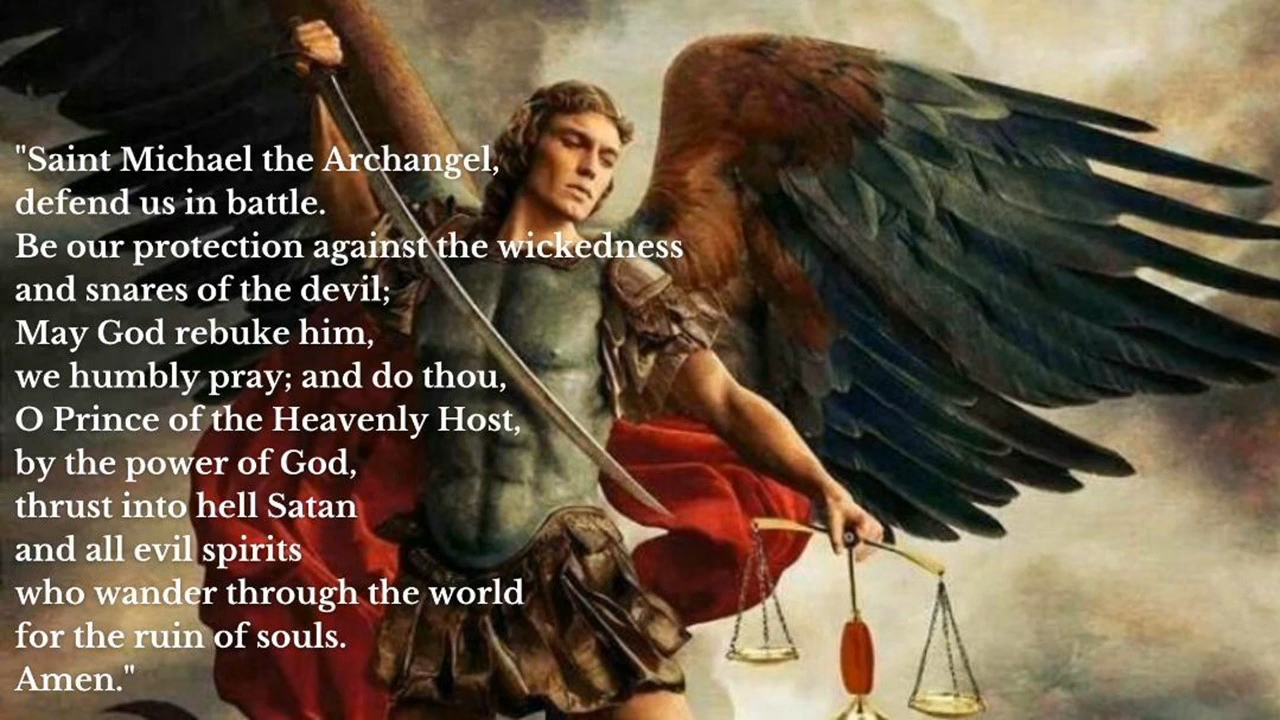 "Saint Michael the Archangel,
defend us in battle.
Be our protection against the wickedness
and snares of the devil;
May God rebuke him,
we humbly pray; and do thou,
O Prince of the Heavenly Host,
by the power of God,
thrust into hell Satan
and all evil spirits
who wander through the world
for the ruin of souls.
Amen."